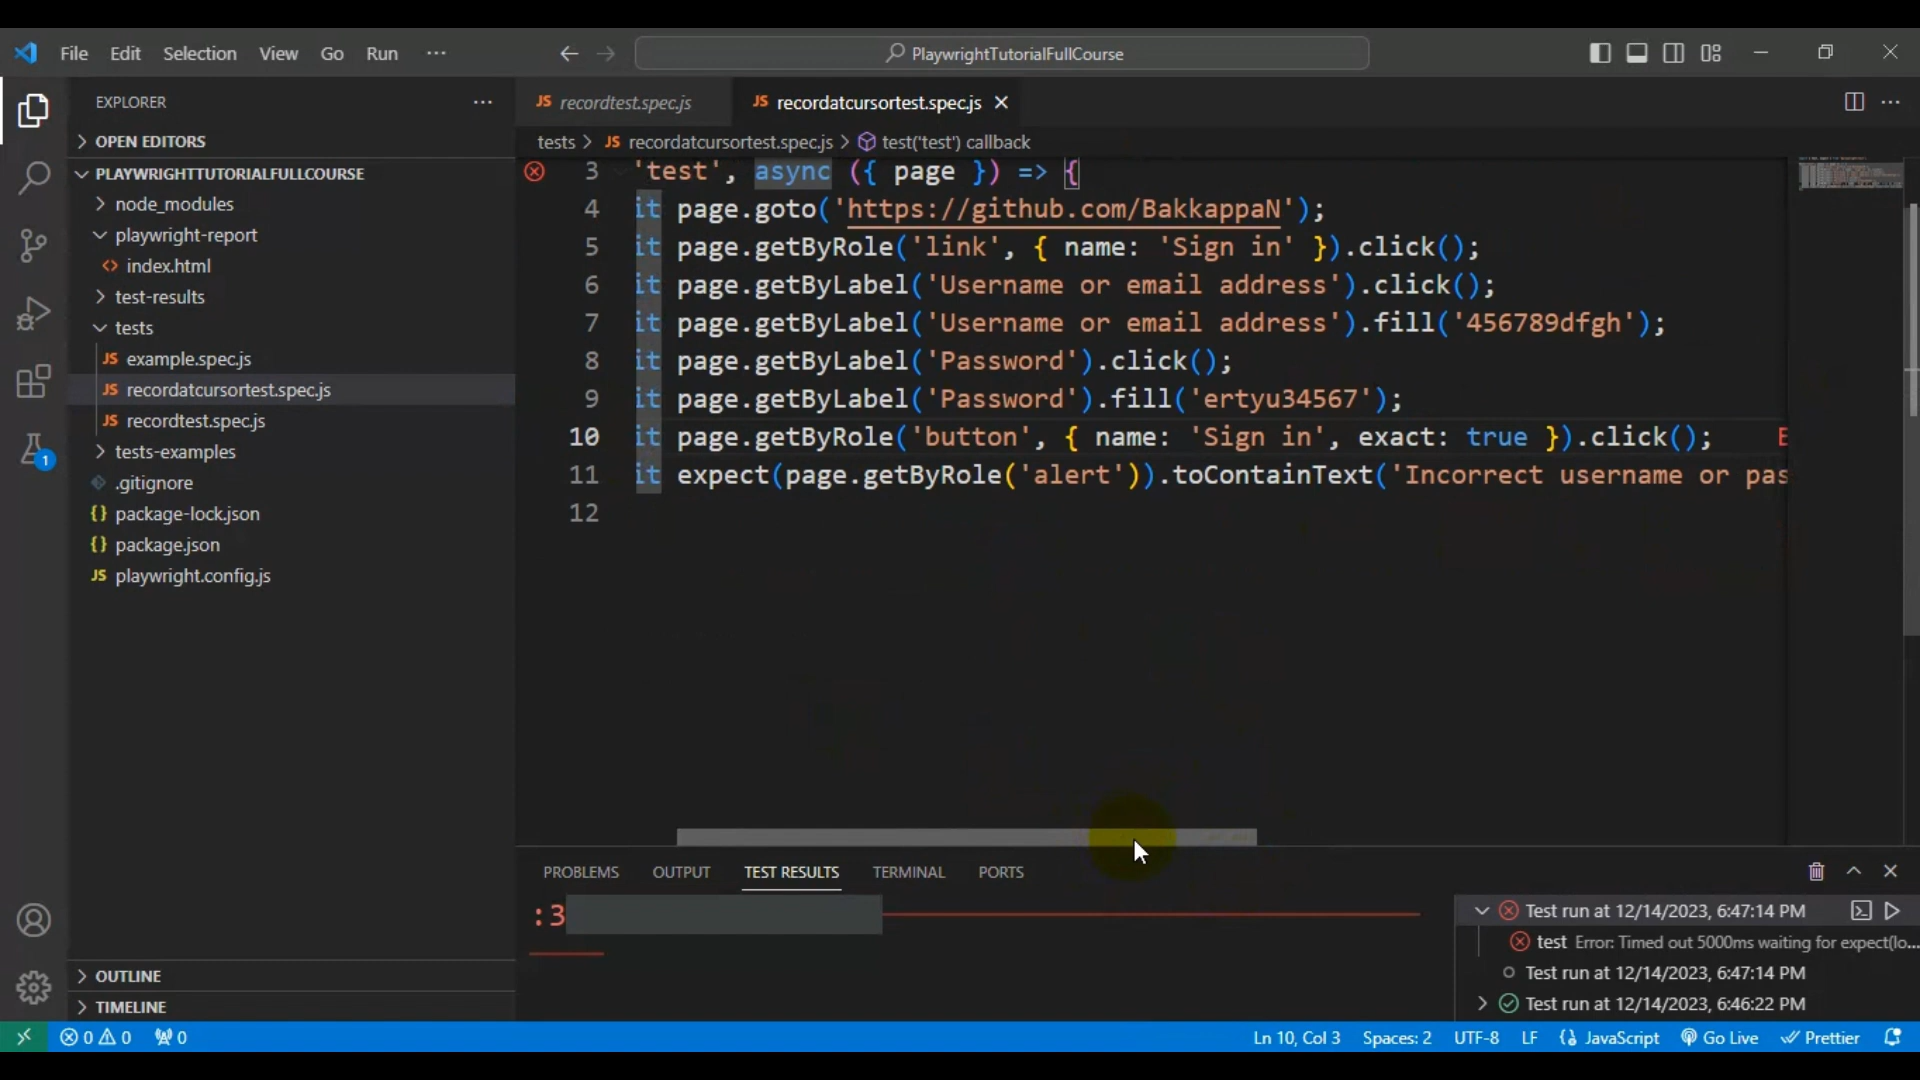 File Edit Selection View Go Run ··· PlaywrightTutorialFullCourse
EXPLORER ···
OPEN EDITORS
PLAYWRIGHTTUTORIALFULLCOURSE
node_modules
playwright-report
<> index.html
test-results
tests
JS example.spec.js
JS recordatcursortest.spec.js
JS recordtest.spec.js
tests-examples
.gitignore
{} package-lock.json
{} package.json
JS playwright.config.js
OUTLINE
TIMELINE
1
JS recordtest.spec.js JS recordatcursortest.spec.js
tests > JS recordatcursortest.spec.js > test('test') callback
3 'test', async ({ page }) => {
4 it page.goto('https://github.com/BakkappaN');
5 it page.getByRole('link', { name: 'Sign in' }).click();
6 it page.getByLabel('Username or email address').click();
7 it page.getByLabel('Username or email address').fill('456789dfgh');
8 it page.getByLabel('Password').click();
9 it page.getByLabel('Password').fill('ertyu34567');
10 it page.getByRole('button', { name: 'Sign in', exact: true }).click(); E
11 it expect(page.getByRole('alert')).toContainText('Incorrect username or pas
12
PROBLEMS OUTPUT TEST RESULTS TERMINAL PORTS
:3
Test run at 12/14/2023, 6:47:14 PM
test Error: Timed out 5000ms waiting for expect(lo...
Test run at 12/14/2023, 6:47:14 PM
Test run at 12/14/2023, 6:46:22 PM
0 0 0 Ln 10, Col 3 Spaces: 2 UTF-8 LF {} JavaScript Go Live Prettier